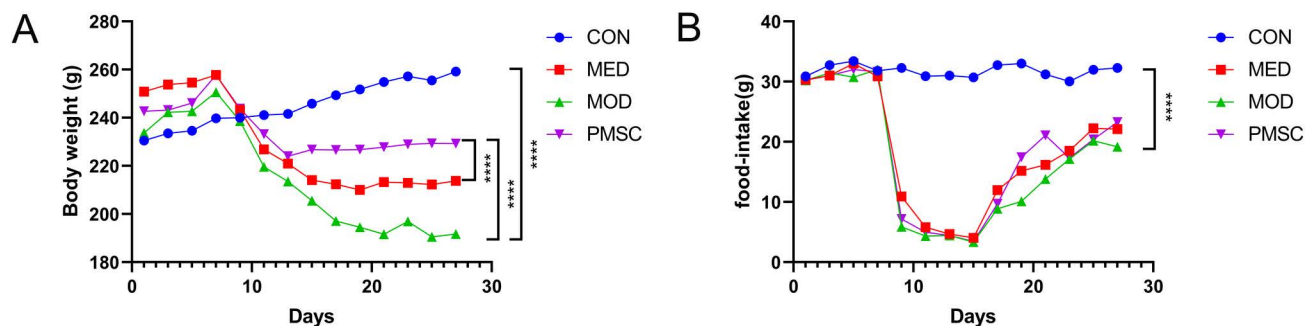 A
Body weight (g)
280
260
240
220
200
180
0
10
20
30
Days
CON
MED
MOD
PMSC
****
****
****
B
food-intake(g)
40
30
20
10
0
0
10
20
30
Days
CON
MED
MOD
PMSC
****